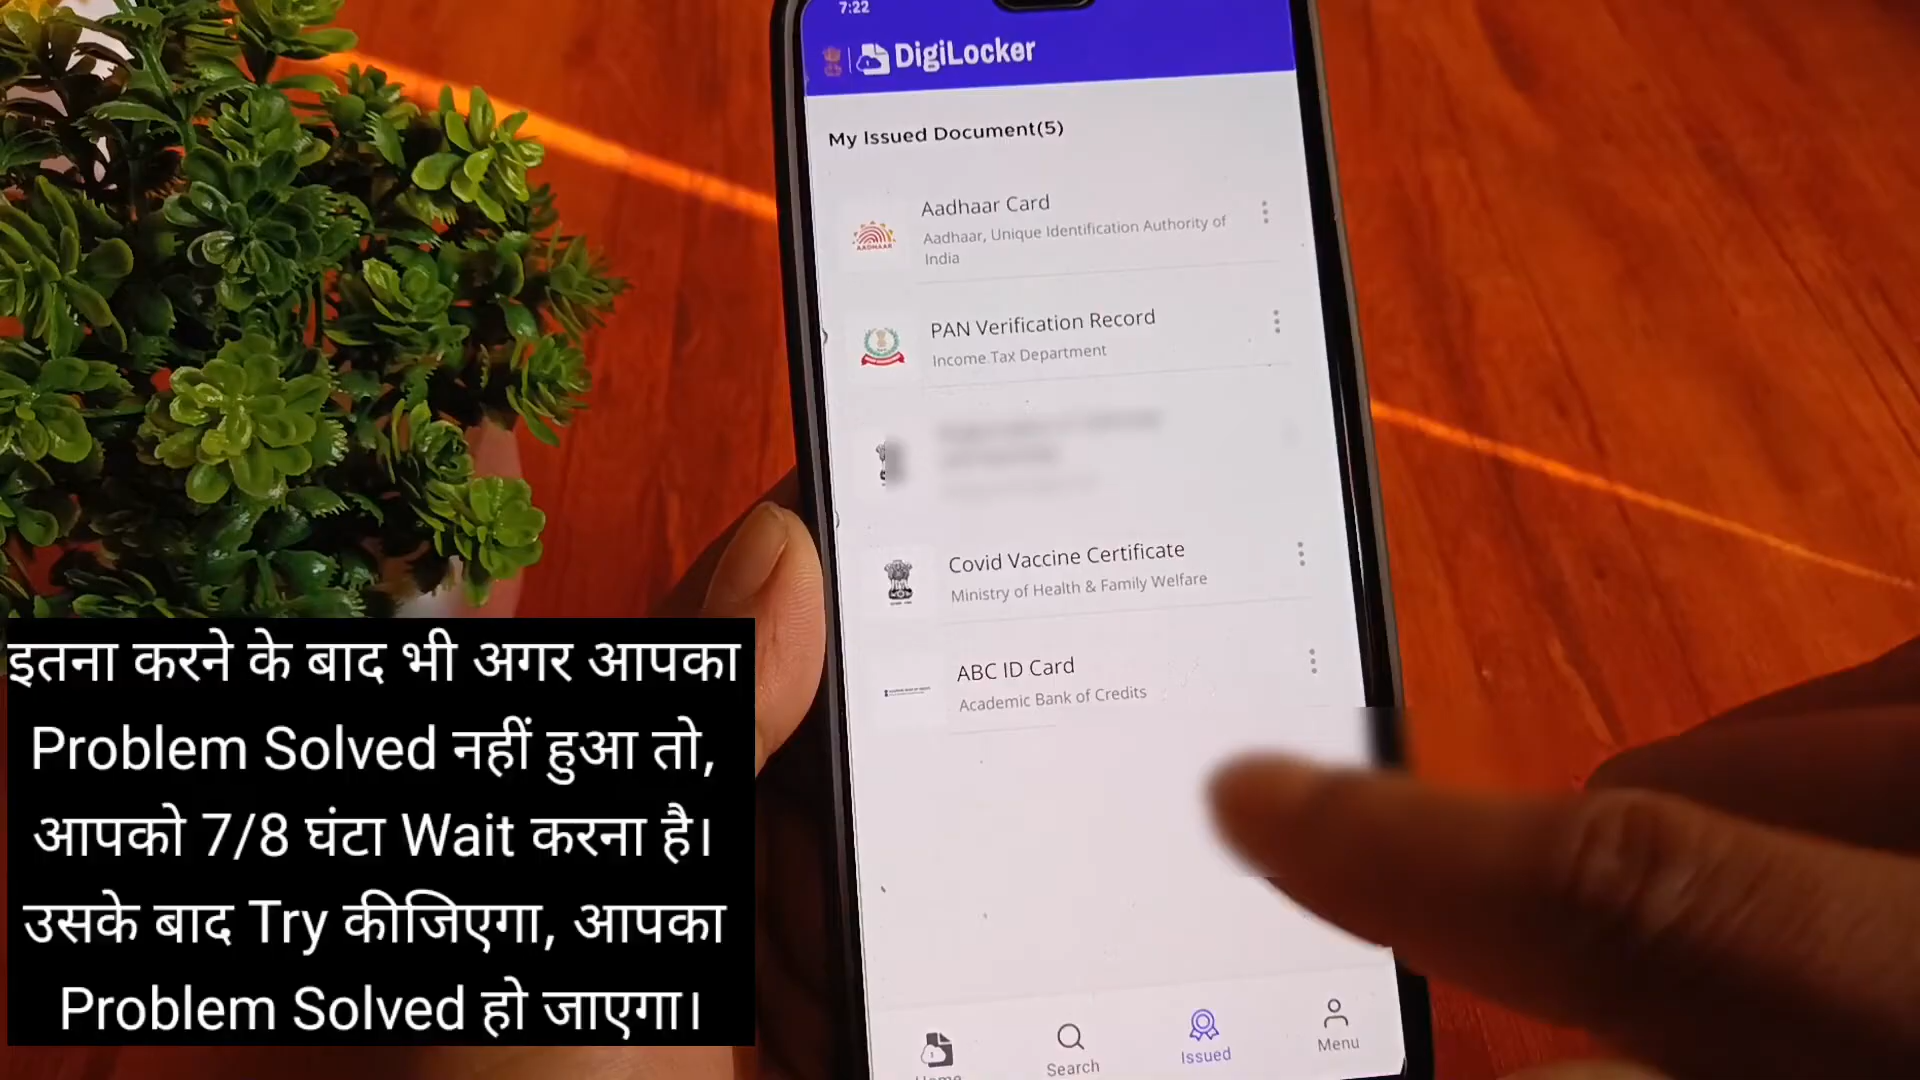 7:22
DigiLocker
My Issued Document(5)
Aadhaar Card
Aadhaar, Unique Identification Authority of
India
AADHAAR
PAN Verification Record
Income Tax Department
Covid Vaccine Certificate
Ministry of Health & Family Welfare
ABC ID Card
Academic Bank of Credits
Home
Search
Issued
Menu
इतना करने के बाद भी अगर आपका
Problem Solved नहीं हुआ तो,
आपको 7/8 घंटा Wait करना है।
उसके बाद Try कीजिएगा, आपका
Problem Solved हो जाएगा।